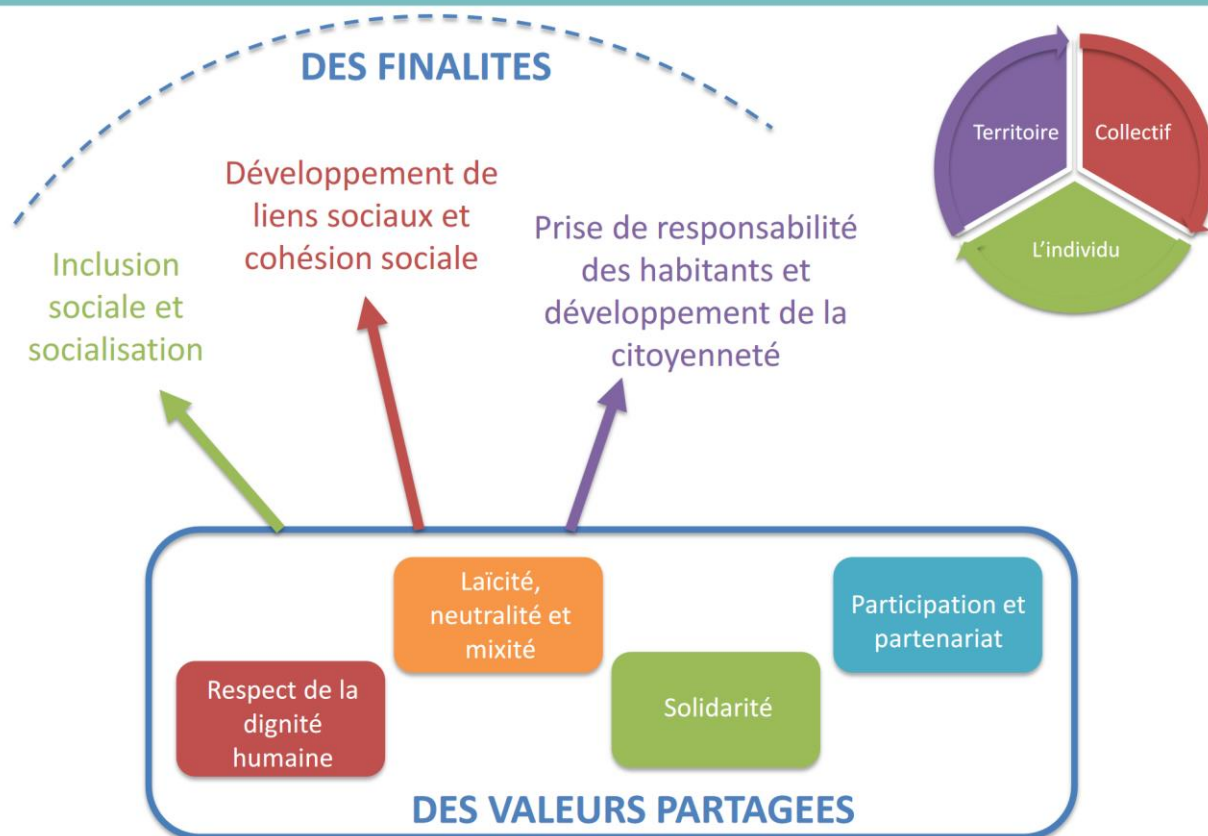 DES FINALITES
Territoire
Collectif
L'individu
Développement de
liens sociaux et
cohésion sociale
Prise de responsabilité
des habitants et
développement de la
citoyenneté
Inclusion
sociale et
socialisation
Laïcité,
neutralité et
mixité
Participation et
partenariat
Respect de la
dignité
humaine
Solidarité
DES VALEURS PARTAGEES